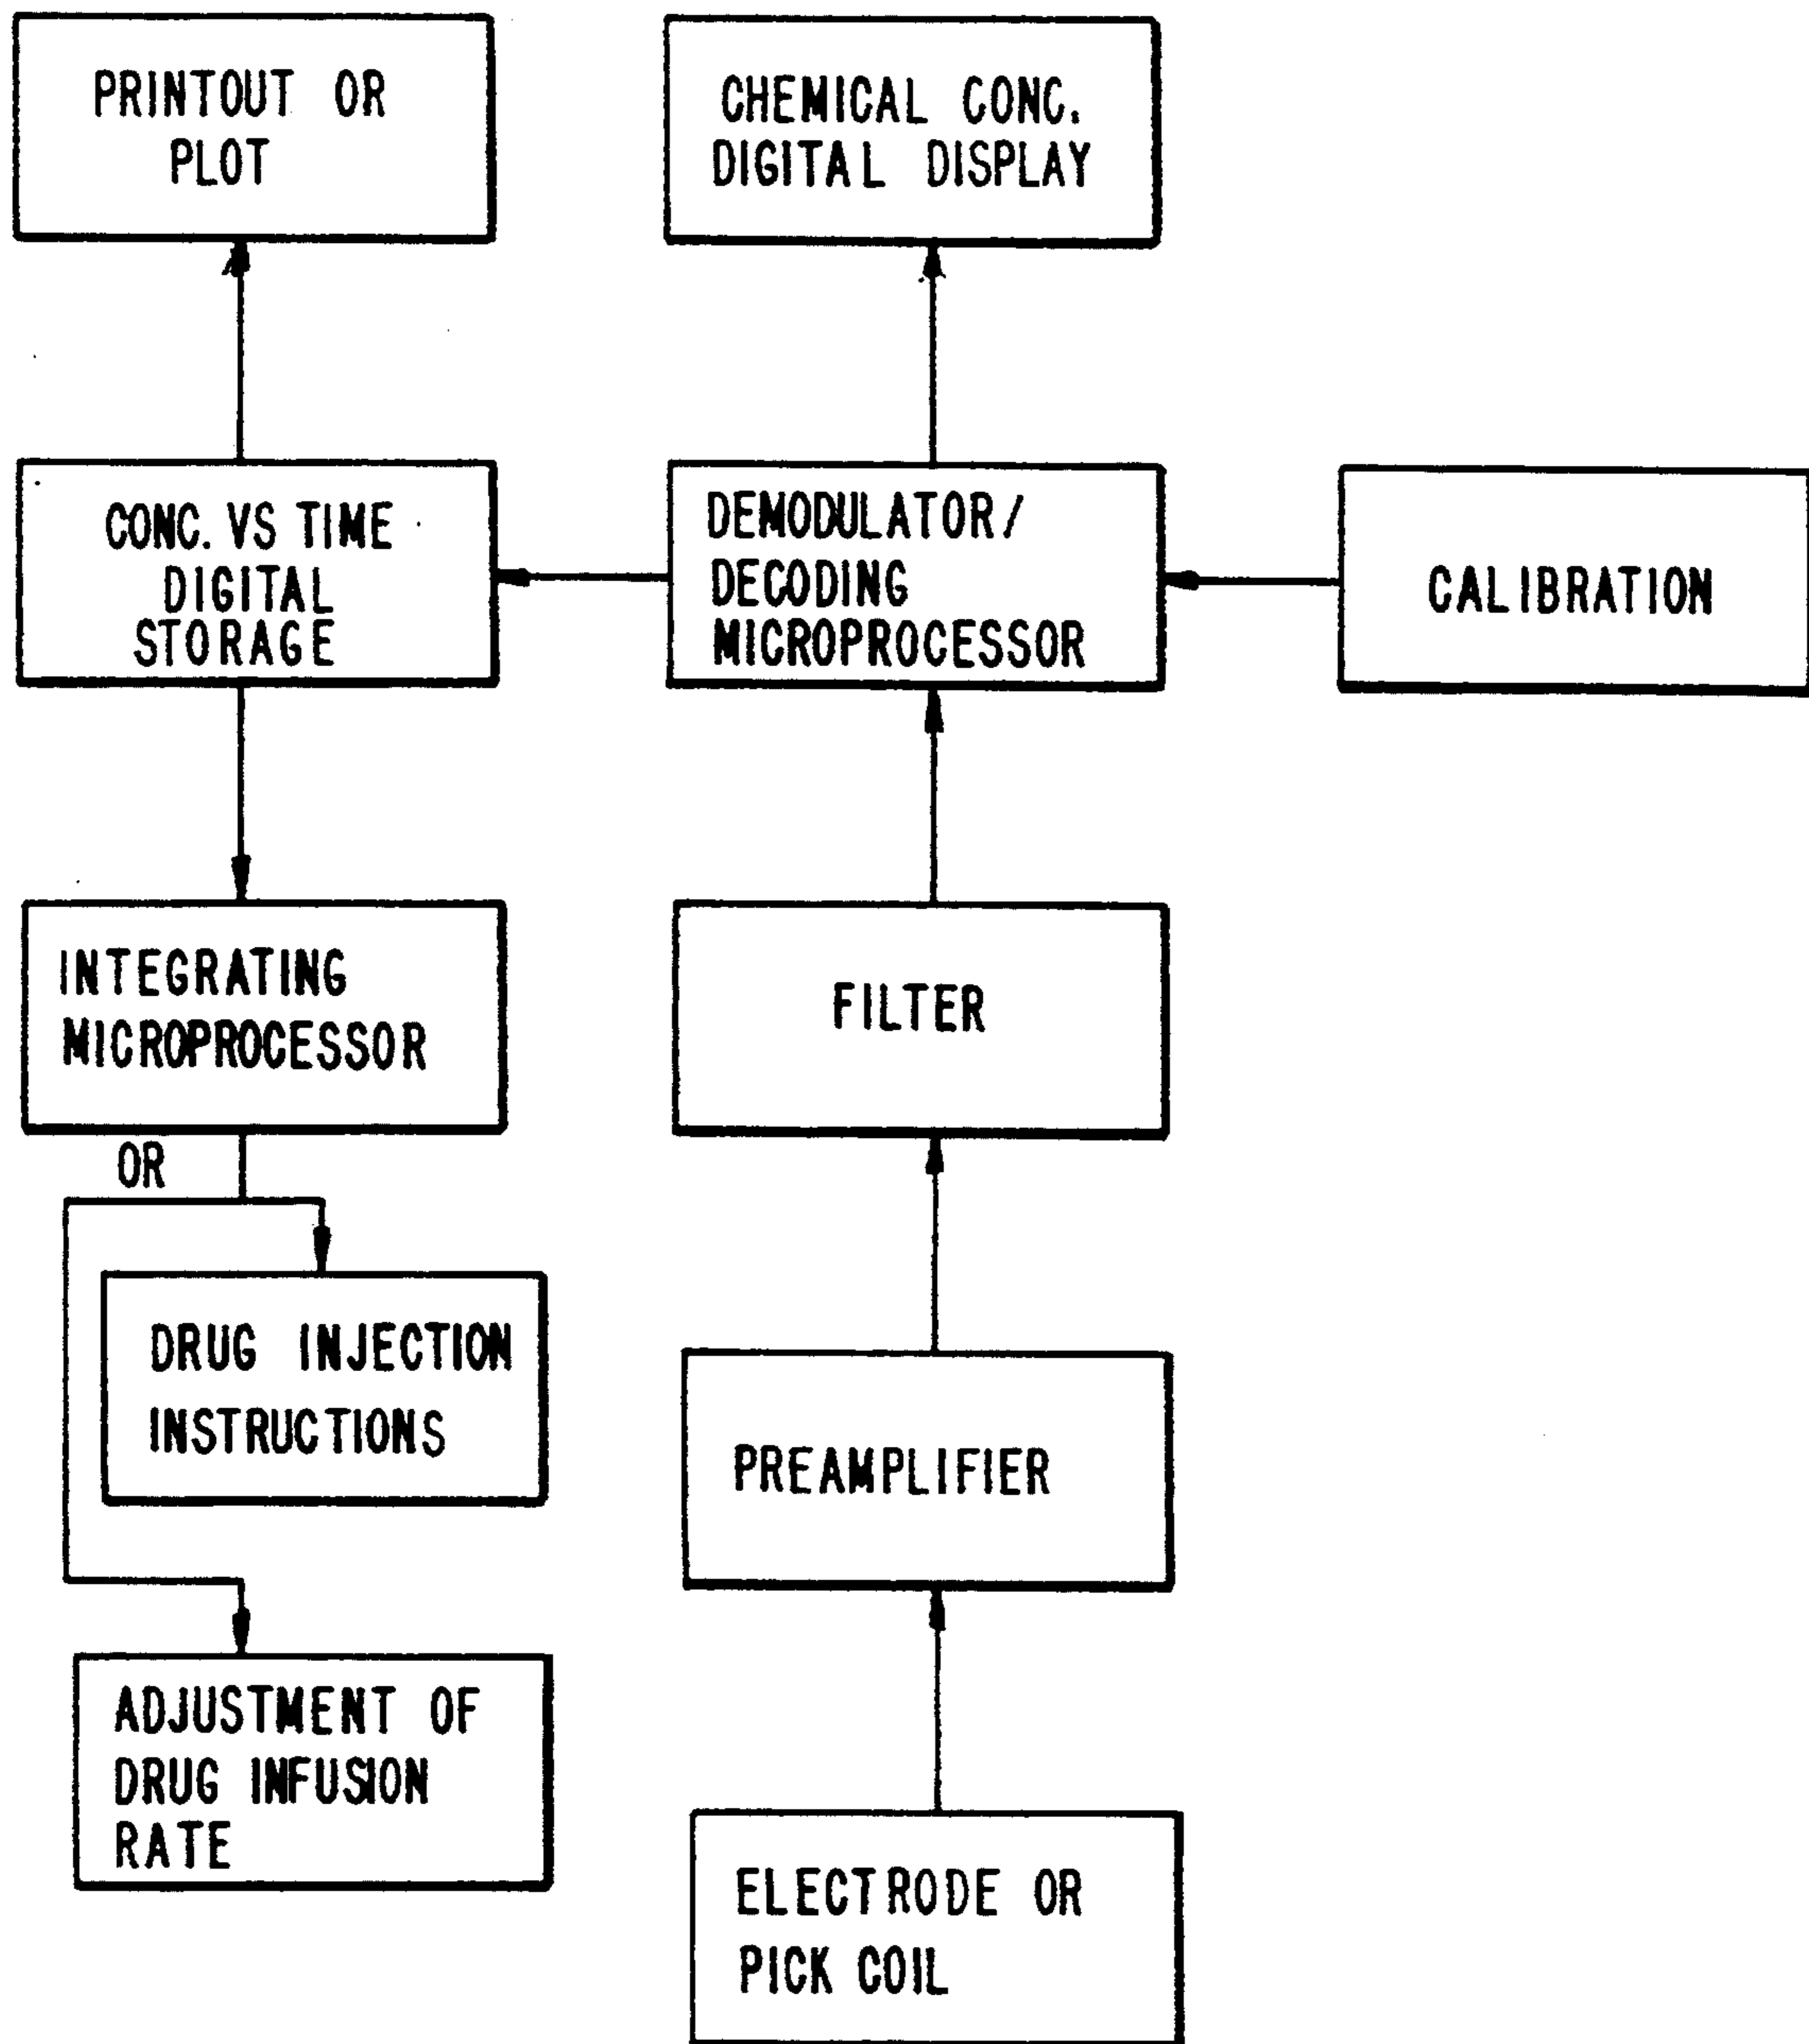 PRINTOUT OR
PLOT
CHEMICAL CONC.
DIGITAL DISPLAY
CONC. VS TIME
DIGITAL
STORAGE
DEMODULATOR/
DECODING
MICROPROCESSOR
CALIBRATION
INTEGRATING
MICROPROCESSOR
FILTER
OR
DRUG INJECTION
INSTRUCTIONS
PREAMPLIFIER
ADJUSTMENT OF
DRUG INFUSION
RATE
ELECTRODE OR
PICK COIL